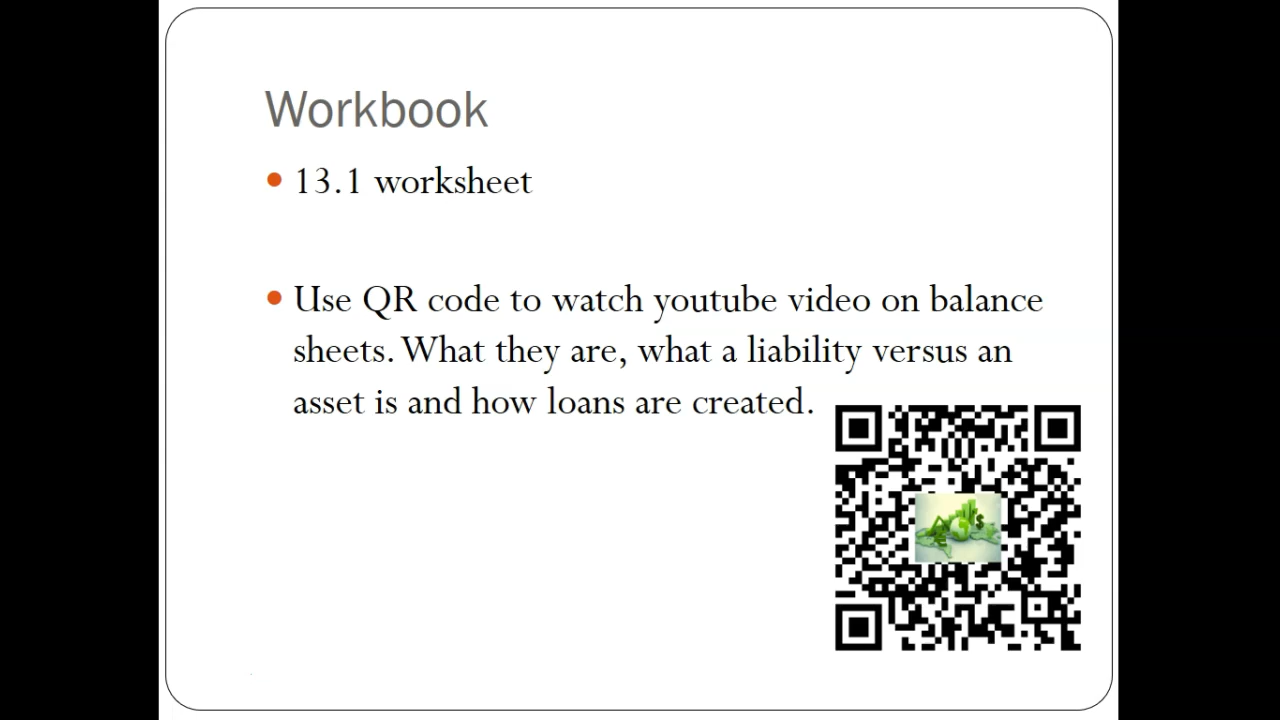 Workbook
13.1 worksheet
Use QR code to watch youtube video on balance
sheets. What they are, what a liability versus an
asset is and how loans are created.